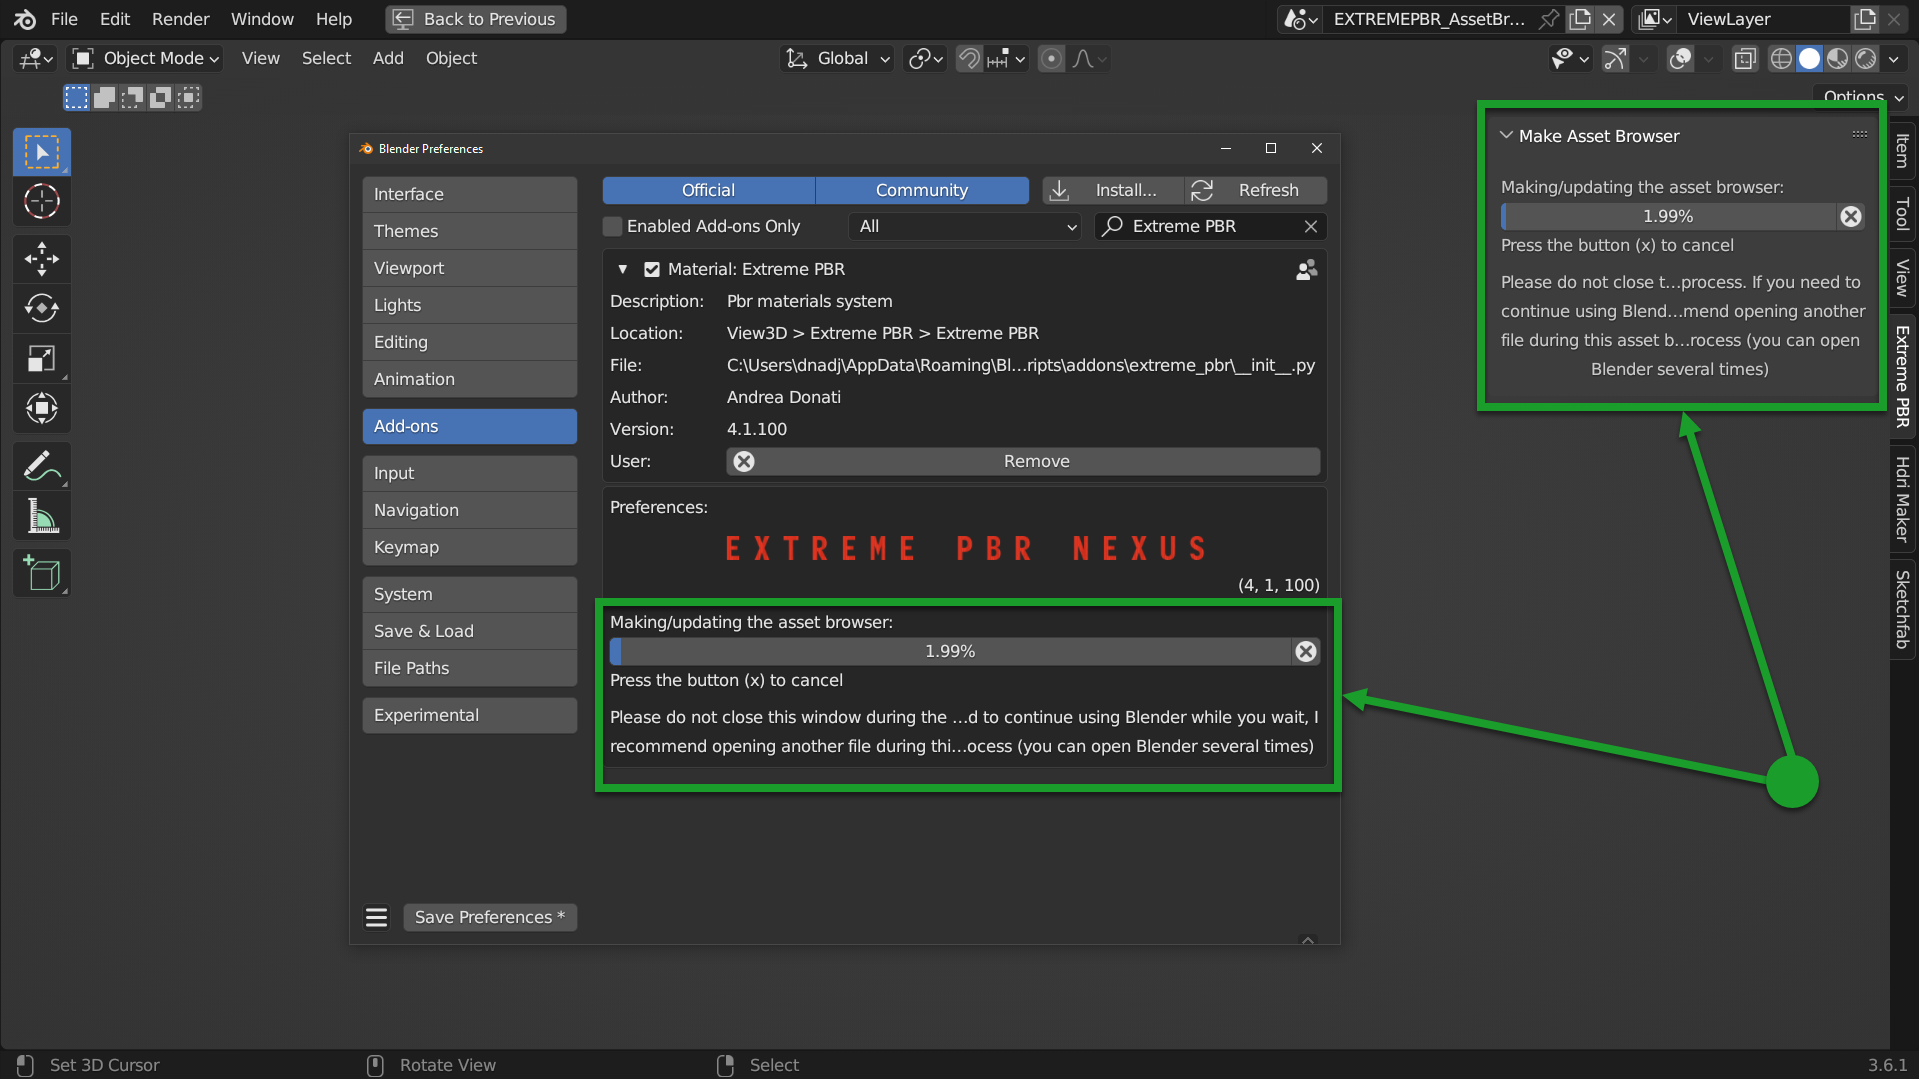 File Edit Render Window Help Back to Previous EXTREMEPBR_AssetBr... ViewLayer
Object Mode View Select Add Object Global
Options
Blender Preferences
Interface
Themes
Viewport
Lights
Editing
Animation
Add-ons
Input
Navigation
Keymap
System
Save & Load
File Paths
Experimental
Save Preferences *
Official Community Install... Refresh
Enabled Add-ons Only All Extreme PBR
Material: Extreme PBR
Description: Pbr materials system
Location: View3D > Extreme PBR > Extreme PBR
File: C:\Users\dnadj\AppData\Roaming\Bl...ripts\addons\extreme_pbr\__init__.py
Author: Andrea Donati
Version: 4.1.100
User: Remove
Preferences:
EXTREME PBR NEXUS
(4, 1, 100)
Making/updating the asset browser:
1.99%
Press the button (x) to cancel
Please do not close this window during the ...d to continue using Blender while you wait, I
recommend opening another file during thi...ocess (you can open Blender several times)
Make Asset Browser
Making/updating the asset browser:
1.99%
Press the button (x) to cancel
Please do not close t...process. If you need to
continue using Blend...mend opening another
file during this asset b...rocess (you can open
Blender several times)
Item
Tool
View
Extreme PBR
Hdri Maker
Sketchfab
Set 3D Cursor Rotate View Select 3.6.1